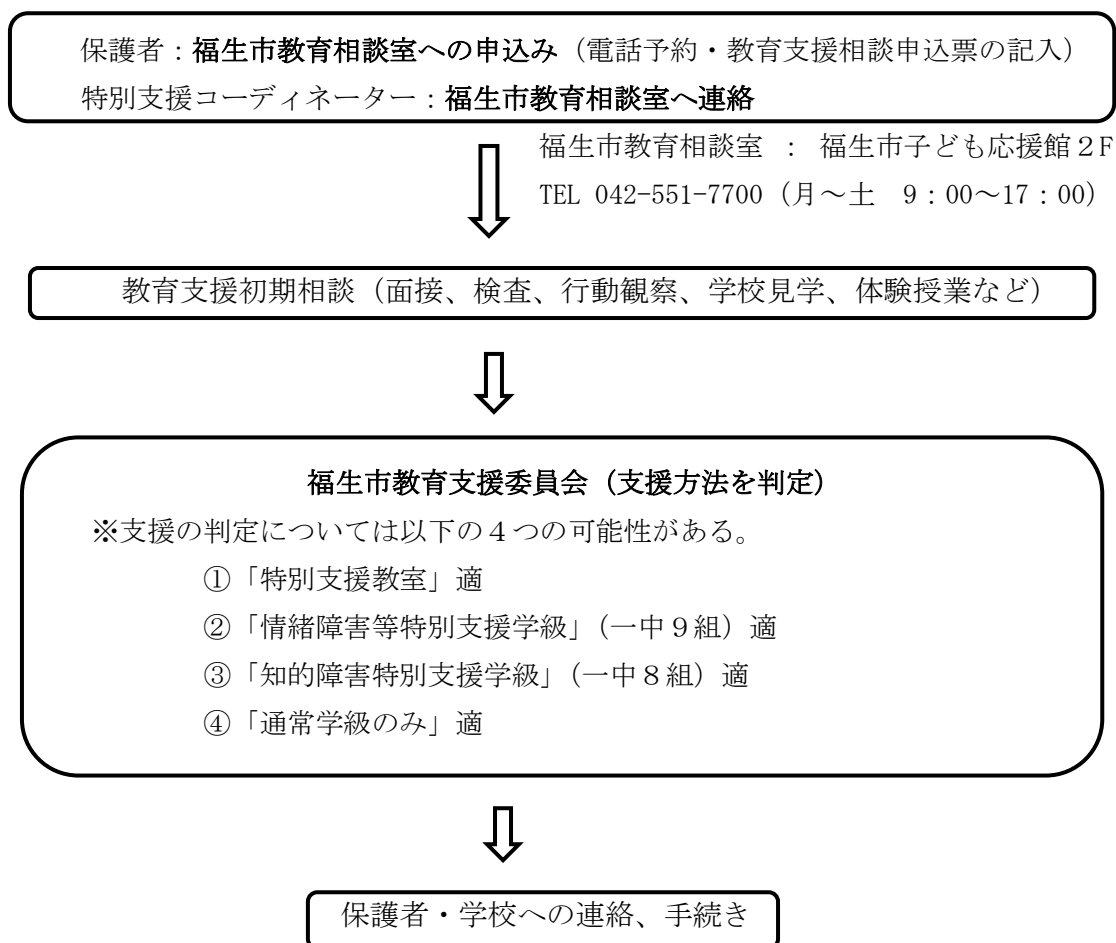 保護者：福生市教育相談室への申込み（電話予約・教育支援相談申込票の記入）
特別支援コーディネーター：福生市教育相談室へ連絡
福生市教育相談室 ： 福生市子ども応援館２F
TEL 042-551-7700（月～土　9：00～17：00）
教育支援初期相談（面接、検査、行動観察、学校見学、体験授業など）
福生市教育支援委員会（支援方法を判定）
※支援の判定については以下の４つの可能性がある。
①「特別支援教室」適
②「情緒障害等特別支援学級」（一中９組）適
③「知的障害特別支援学級」（一中８組）適
④「通常学級のみ」適
保護者・学校への連絡、手続き